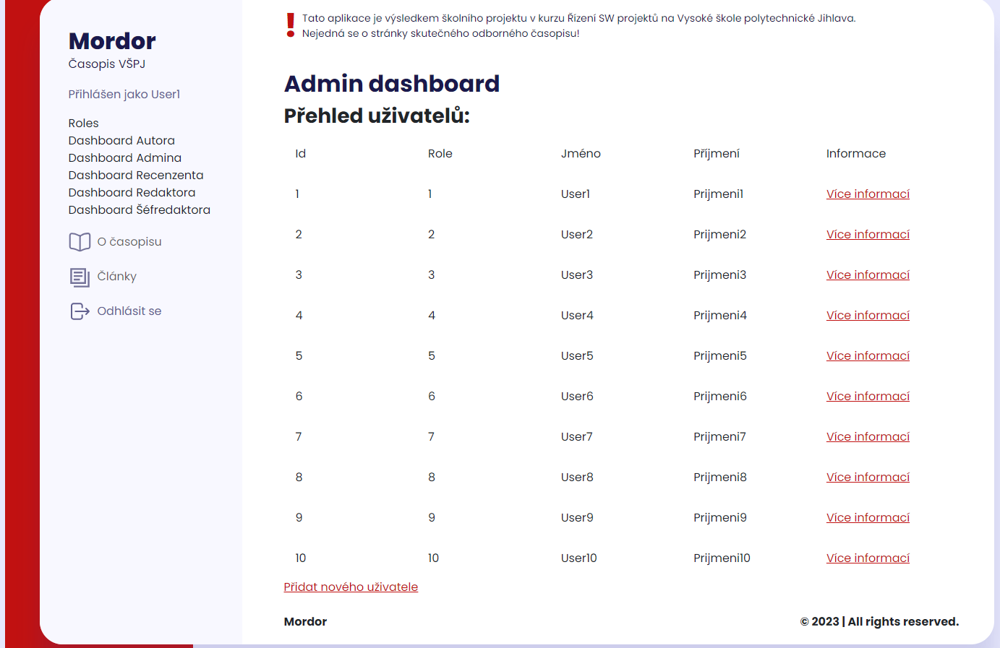 Mordor
Časopis VŠPJ
Přihlášen jako User1
Roles
Dashboard Autora
Dashboard Admina
Dashboard Recenzenta
Dashboard Redaktora
Dashboard Šéfredaktora
O časopisu
Články
Odhlásit se
Tato aplikace je výsledkem školního projektu v kurzu Řízení SW projektů na Vysoké škole polytechnické Jihlava.
Nejedná se o stránky skutečného odborného časopisu!
Admin dashboard
Přehled uživatelů:
Id Role Jméno Příjmení Informace
1 1 User1 Prijmeni1 Více informací
2 2 User2 Prijmeni2 Více informací
3 3 User3 Prijmeni3 Více informací
4 4 User4 Prijmeni4 Více informací
5 5 User5 Prijmeni5 Více informací
6 6 User6 Prijmeni6 Více informací
7 7 User7 Prijmeni7 Více informací
8 8 User8 Prijmeni8 Více informací
9 9 User9 Prijmeni9 Více informací
10 10 User10 Prijmeni10 Více informací
Přidat nového uživatele
Mordor © 2023 | All rights reserved.